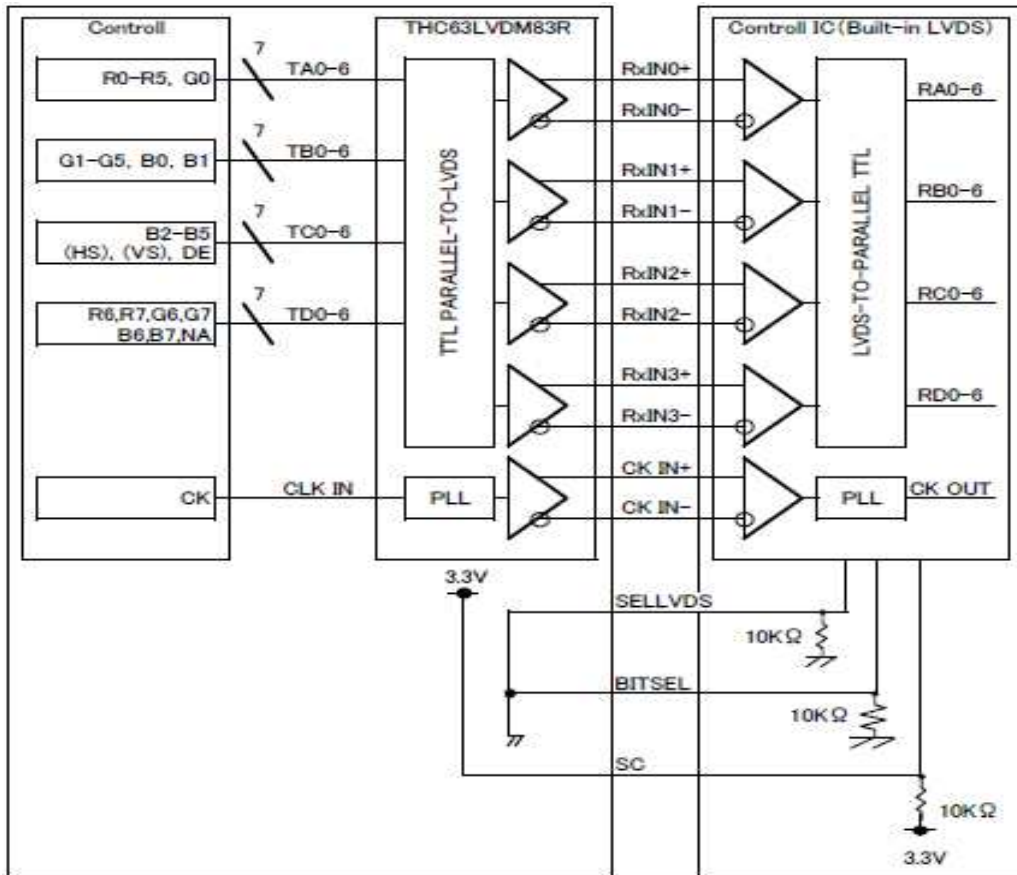 Controll
THC63LVDM83R
Controll IC(Built-in LVDS)
R0-R5, G0
7
TA0-6
RxIN0+
RxIN0-
RA0-6
G1-G5, B0, B1
7
TB0-6
RxIN1+
RxIN1-
RB0-6
B2-B5
(HS), (VS), DE
7
TC0-6
RxIN2+
RxIN2-
RC0-6
R6,R7,G6,G7
B6,B7,NA
7
TD0-6
RxIN3+
RxIN3-
RD0-6
TTL PARALLEL-TO-LVDS
LVDS-TO-PARALLEL TTL
CK
CLK IN
PLL
CK IN+
CK IN-
PLL
CK OUT
3.3V
SELLVDS
10KΩ
BITSEL
10KΩ
SC
10KΩ
3.3V